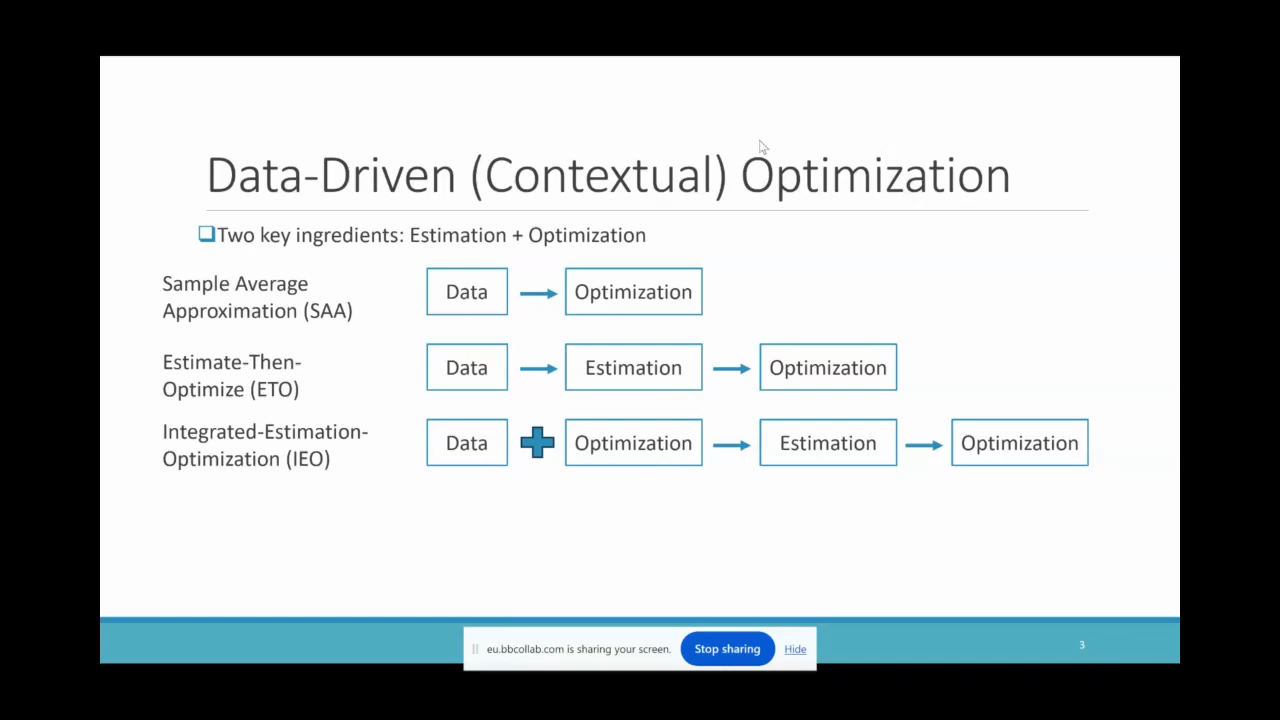 Data-Driven (Contextual) Optimization
Two key ingredients: Estimation + Optimization
Sample Average
Approximation (SAA)
Data
Optimization
Estimate-Then-
Optimize (ETO)
Data
Estimation
Optimization
Integrated-Estimation-
Optimization (IEO)
Data
Optimization
Estimation
Optimization
eu.bbcollab.com is sharing your screen.
Stop sharing
Hide
3